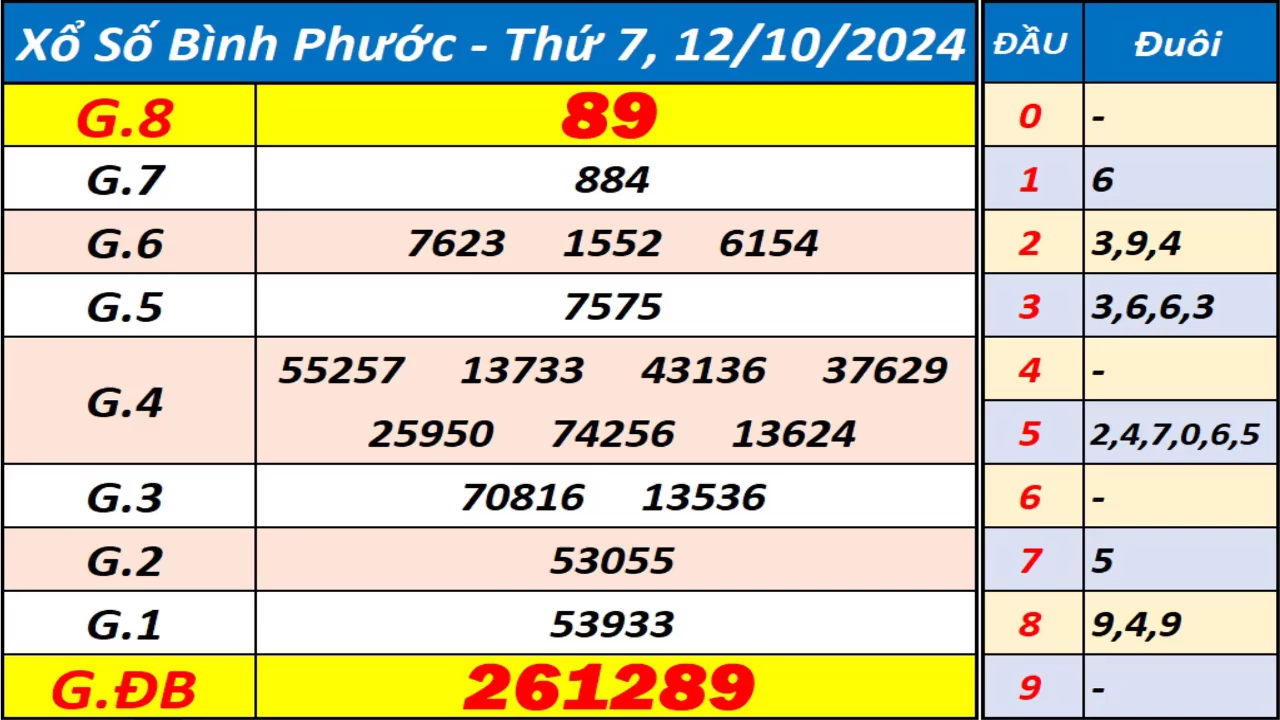 Xổ Số Bình Phước - Thứ 7, 12/10/2024
G.8 89
G.7 884
G.6 7623 1552 6154
G.5 7575
G.4 55257 13733 43136 37629
25950 74256 13624
G.3 70816 13536
G.2 53055
G.1 53933
G.ĐB 261289
ĐẦU Đuôi
0 -
1 6
2 3,9,4
3 3,6,6,3
4 -
5 2,4,7,0,6,5
6 -
7 5
8 9,4,9
9 -